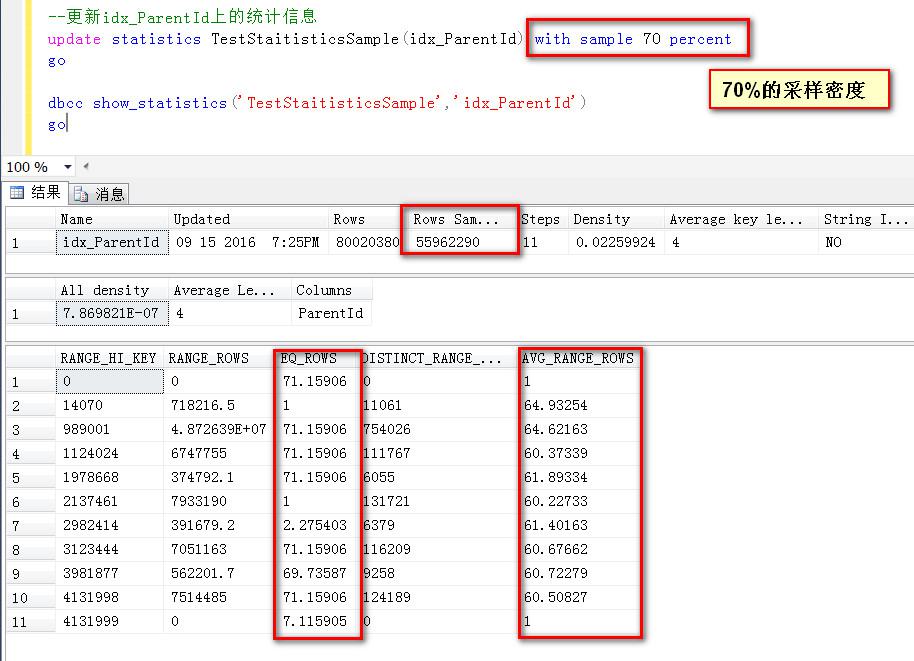 --更新idx_ParentId上的统计信息
update statistics TestStaitisticsSample(idx_ParentId) with sample 70 percent
go
70%的采样密度
dbcc show_statistics('TestStaitisticsSample','idx_ParentId')
go
100 %
结果 消息
Name Updated Rows Rows Sam... Steps Density Average key le... String I...
1 idx_ParentId 09 15 2016 7:25PM 80020380 55962290 11 0.02259924 4 NO
All density Average Le... Columns
1 7.869821E-07 4 ParentId
RANGE_HI_KEY RANGE_ROWS EQ_ROWS DISTINCT_RANGE_... AVG_RANGE_ROWS
1 0 0 71.15906 0 1
2 14070 718216.5 1 11061 64.93254
3 989001 4.872639E+07 71.15906 754026 64.62163
4 1124024 6747755 71.15906 111767 60.37339
5 1978668 374792.1 71.15906 6055 61.89334
6 2137461 7933190 1 131721 60.22733
7 2982414 391679.2 2.275403 6379 61.40163
8 3123444 7051163 71.15906 116209 60.67662
9 3981877 562201.7 69.73587 9258 60.72279
10 4131998 7514485 71.15906 124189 60.50827
11 4131999 0 7.115905 0 1